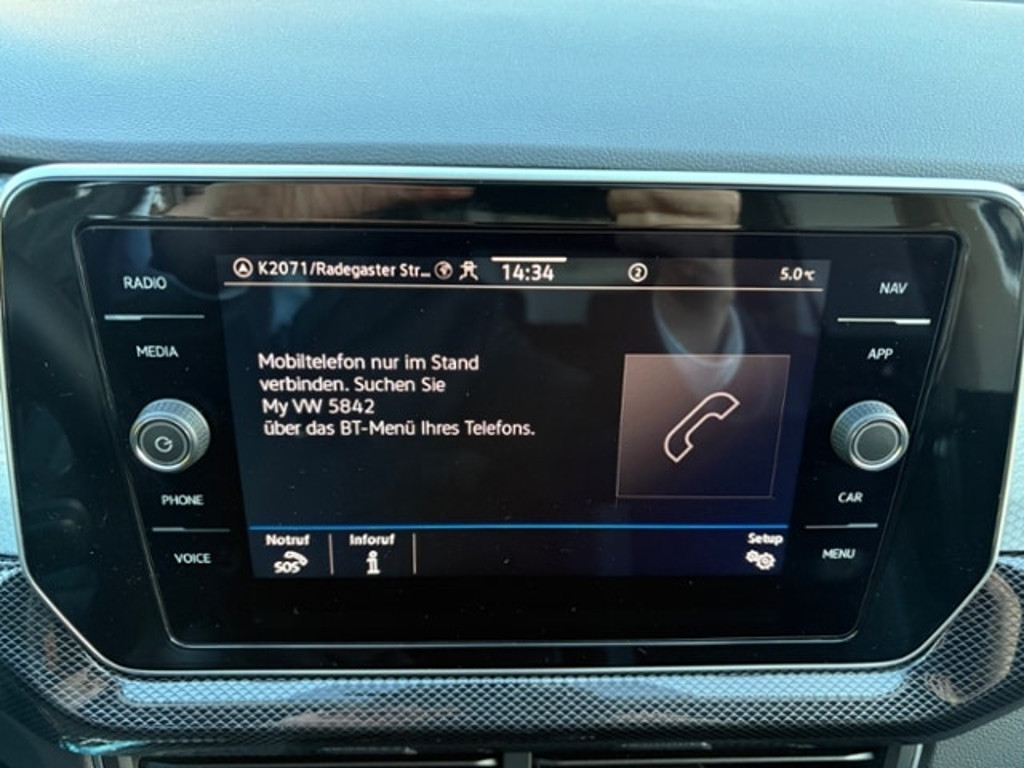 K2071/Radegaster Str... 14:34 2 5.0°C
RADIO
NAV
MEDIA
APP
Mobiltelefon nur im Stand
verbinden. Suchen Sie
My VW 5842
über das BT-Menü Ihres Telefons.
PHONE
CAR
VOICE
MENU
Notruf Inforuf Setup
SOS i